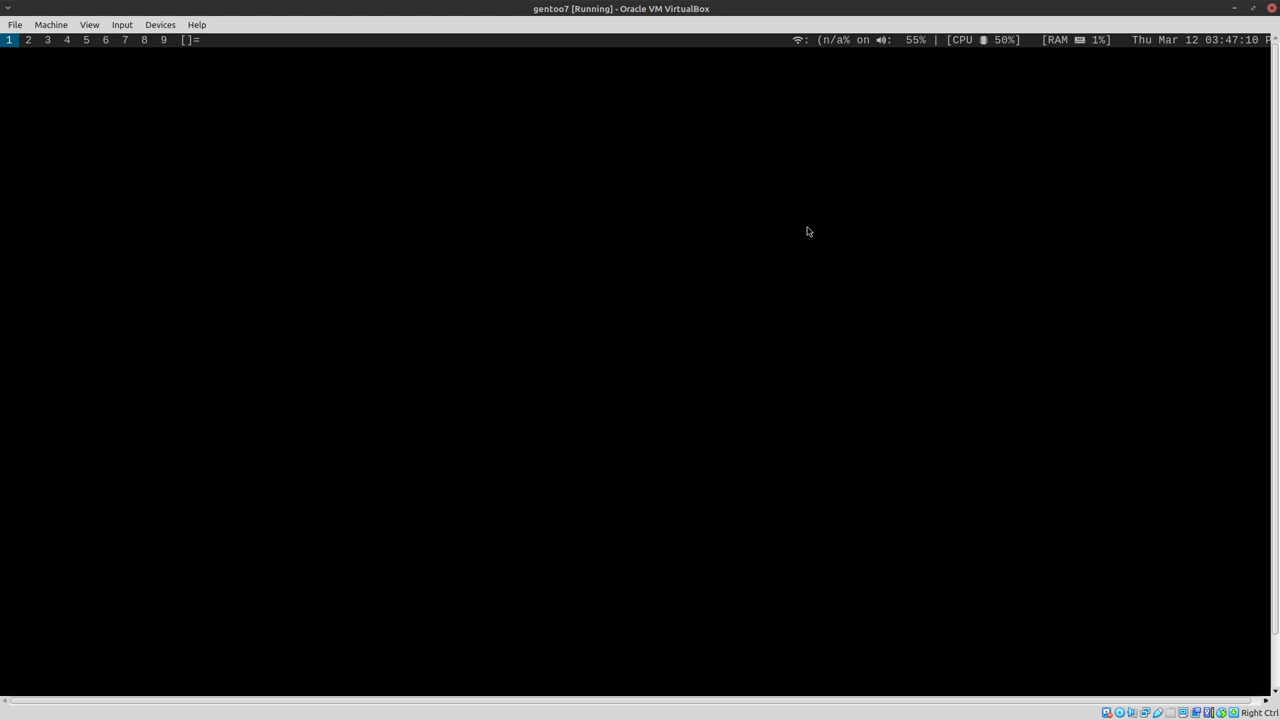 gentoo7 [Running] - Oracle VM VirtualBox
File Machine View Input Devices Help
1 2 3 4 5 6 7 8 9 []= : (n/a% on : 55% | [CPU 50%] [RAM 1%] Thu Mar 12 03:47:10 P
Right Ctrl